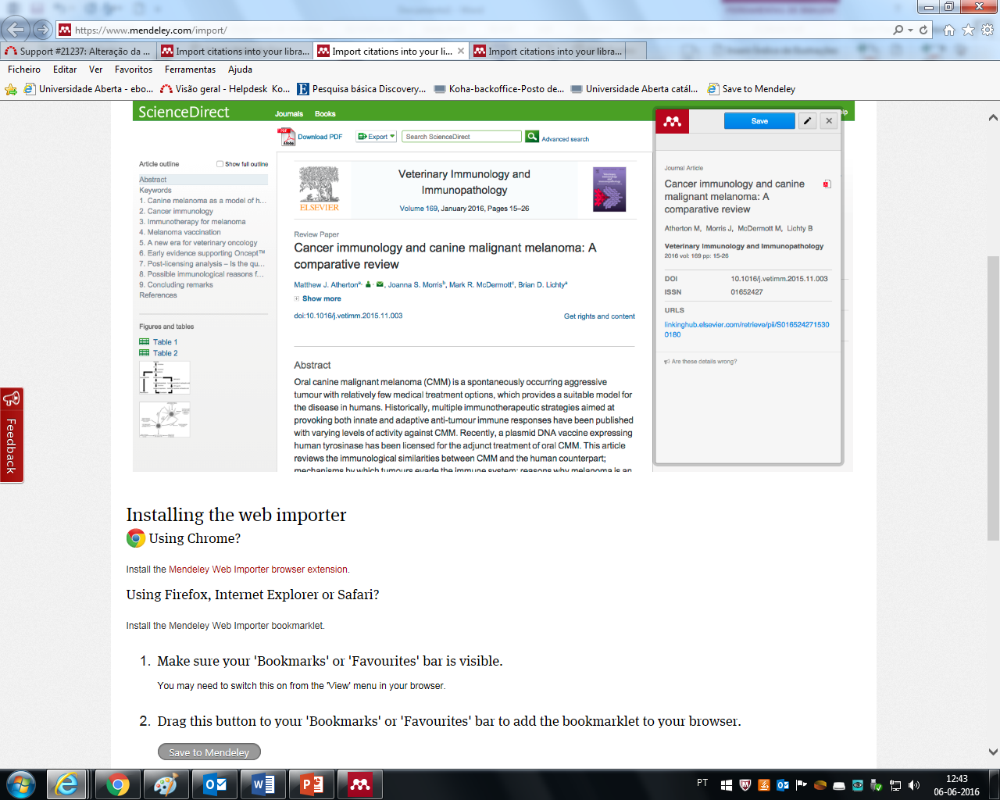 https://www.mendeley.com/import/
Support #21237: Alteração da ...
Import citations into your libra...
Import citations into your li...
Import citations into your libra...
Ficheiro Editar Ver Favoritos Ferramentas Ajuda
Universidade Aberta - ebo...
Visão geral - Helpdesk Ko...
Pesquisa básica Discovery...
Koha-backoffice-Posto de...
Universidade Aberta catál...
Save to Mendeley
ScienceDirect Journals Books
Download PDF Export Search ScienceDirect Advanced search
Article outline Show full outline
Abstract
Keywords
1. Canine melanoma as a model of h...
2. Cancer immunology
3. Immunotherapy for melanoma
4. Melanoma vaccination
5. A new era for veterinary oncology
6. Early evidence supporting Oncept™
7. Post-licensing analysis – Is the qu...
8. Possible immunological reasons f...
9. Concluding remarks
References
Figures and tables
Table 1
Table 2
ELSEVIER
Veterinary Immunology and
Immunopathology
Volume 169, January 2016, Pages 15–26
Review Paper
Cancer immunology and canine malignant melanoma: A
comparative review
Matthew J. Atherton a, , Joanna S. Morris b, Mark R. McDermott c, Brian D. Lichty a
Show more
doi:10.1016/j.vetimm.2015.11.003 Get rights and content
Abstract
Oral canine malignant melanoma (CMM) is a spontaneously occurring aggressive
tumour with relatively few medical treatment options, which provides a suitable model for
the disease in humans. Historically, multiple immunotherapeutic strategies aimed at
provoking both innate and adaptive anti-tumour immune responses have been published
with varying levels of activity against CMM. Recently, a plasmid DNA vaccine expressing
human tyrosinase has been licensed for the adjunct treatment of oral CMM. This article
reviews the immunological similarities between CMM and the human counterpart;
mechanisms by which tumours evade the immune system; reasons why melanoma is an
Save
Journal Article
Cancer immunology and canine
malignant melanoma: A
comparative review
Atherton M, Morris J, McDermott M, Lichty B
Veterinary Immunology and Immunopathology
2016 vol: 169 pp: 15-26
DOI 10.1016/j.vetimm.2015.11.003
ISSN 01652427
URLS
linkinghub.elsevier.com/retrieve/pii/S016524271530
0180
Are these details wrong?
Feedback
Installing the web importer
Using Chrome?
Install the Mendeley Web Importer browser extension.
Using Firefox, Internet Explorer or Safari?
Install the Mendeley Web Importer bookmarklet.
1. Make sure your 'Bookmarks' or 'Favourites' bar is visible.
You may need to switch this on from the 'View' menu in your browser.
2. Drag this button to your 'Bookmarks' or 'Favourites' bar to add the bookmarklet to your browser.
Save to Mendeley
PT
12:43
06-06-2016